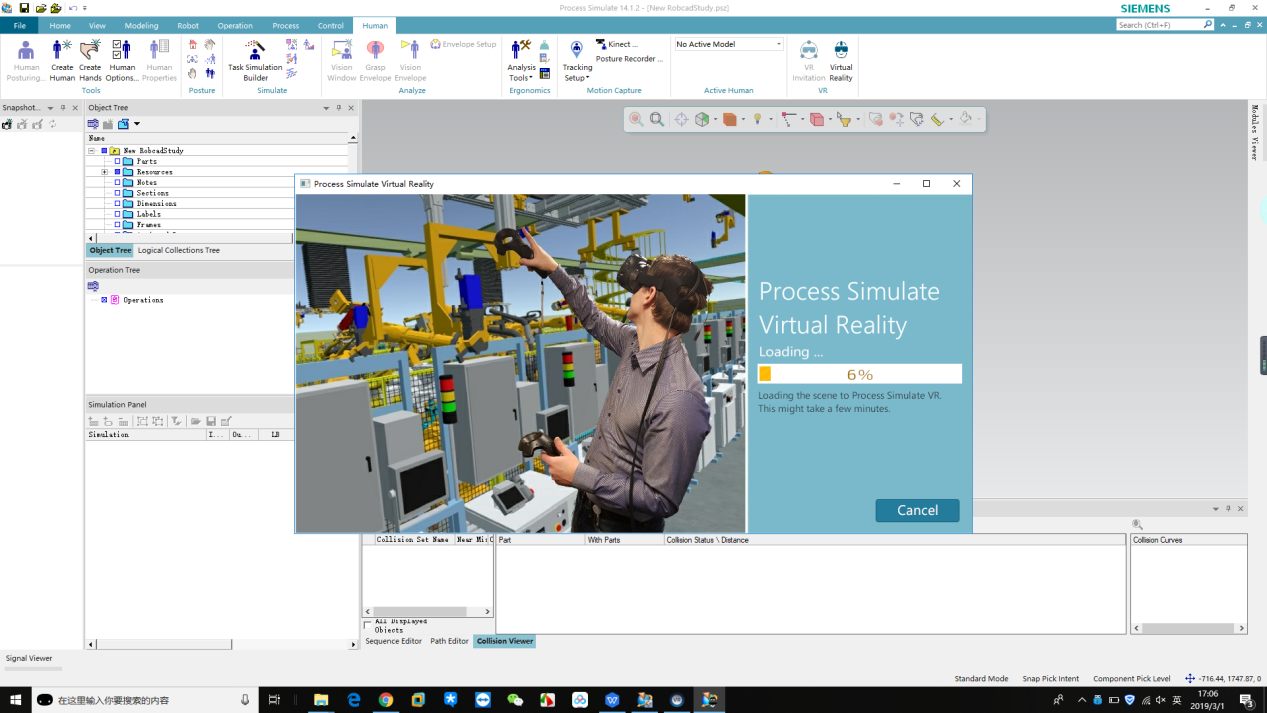 Process Simulate 14.1.2 - [New RobcadStudy.psz]
SIEMENS
File Home View Modeling Robot Operation Process Control Human
Search (Ctrl+F)
Human Posturing...
Create Human
Create Hands
Human Options...
Human Properties
Tools
Posture
Task Simulation Builder
Simulate
Vision Window
Grasp Envelope
Vision Envelope
Envelope Setup
Analyze
Analysis Tools
Ergonomics
Tracking Setup
Kinect ...
Posture Recorder ...
Motion Capture
No Active Model
Active Human
VR Invitation
Virtual Reality
VR
Snapshot...
Object Tree
Name
New RobcadStudy
Parts
Resources
Notes
Sections
Dimensions
Labels
Frames
Object Tree Logical Collections Tree
Operation Tree
Operations
Simulation Panel
Simulation I... Ou... LB
Modules Viewer
Process Simulate Virtual Reality
Process Simulate
Virtual Reality
Loading ...
6%
Loading the scene to Process Simulate VR.
This might take a few minutes.
Cancel
Collision Set Name Near Mi
Part With Parts Collision Status \ Distance
Collision Curves
All Displayed
Objects
Sequence Editor Path Editor Collision Viewer
Signal Viewer
Standard Mode Snap Pick Intent Component Pick Level -716.44, 1747.87, 0
在这里输入你要搜索的内容
英
17:06
2019/3/1
3